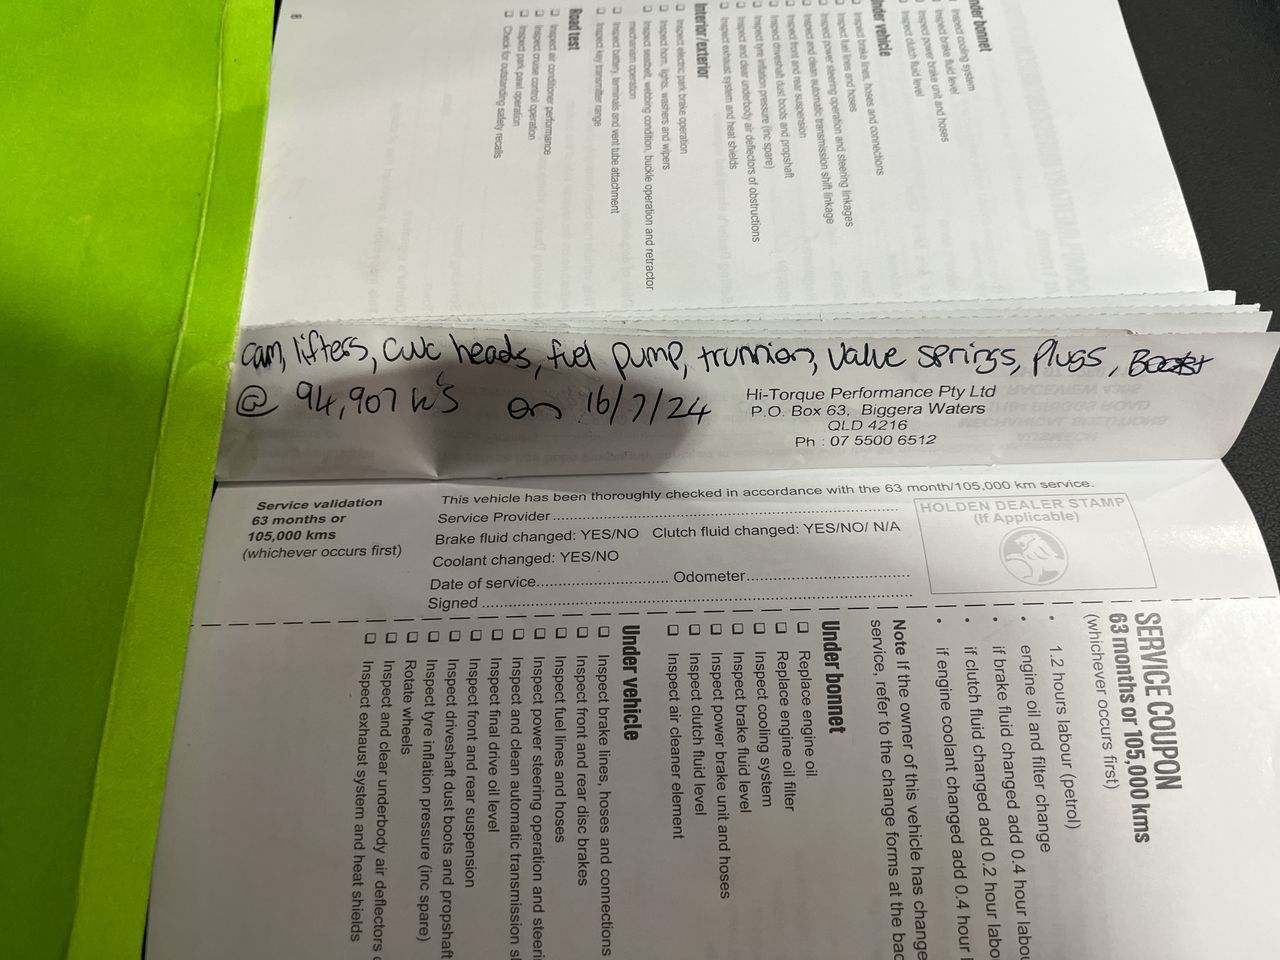 cam, lifters, CNC heads, fuel pump, trunnion, valve springs, plugs, Boost
@ 94,907 k's on 16/7/24
Hi-Torque Performance Pty Ltd
P.O. Box 63, Biggera Waters
QLD 4216
Ph : 07 5500 6512
Service validation
63 months or
105,000 kms
(whichever occurs first)
This vehicle has been thoroughly checked in accordance with the 63 month/105,000 km service.
Service Provider
Brake fluid changed: YES/NO Clutch fluid changed: YES/NO/ N/A
Coolant changed: YES/NO
Date of service Odometer
Signed
HOLDEN DEALER STAMP
(If Applicable)
SERVICE COUPON
63 months or 105,000 kms
(whichever occurs first)
• 1.2 hours labour (petrol)
• engine oil and filter change
• if brake fluid changed add 0.4 hour labou
• if clutch fluid changed add 0.2 hour labo
• if engine coolant changed add 0.4 hour l
Note If the owner of this vehicle has change
service, refer to the change forms at the bac
Under bonnet
❑ Replace engine oil
❑ Replace engine oil filter
❑ Inspect cooling system
❑ Inspect brake fluid level
❑ Inspect power brake unit and hoses
❑ Inspect clutch fluid level
❑ Inspect air cleaner element
Under vehicle
❑ Inspect brake lines, hoses and connections
❑ Inspect front and rear disc brakes
❑ Inspect fuel lines and hoses
❑ Inspect power steering operation and steeri
❑ Inspect and clean automatic transmission s
❑ Inspect final drive oil level
❑ Inspect front and rear suspension
❑ Inspect driveshaft dust boots and propshaft
❑ Inspect tyre inflation pressure (inc spare)
❑ Rotate wheels
❑ Inspect and clear underbody air deflectors
❑ Inspect exhaust system and heat shields
nder bonnet
Inspect cooling system
Inspect brake fluid level
Inspect power brake unit and hoses
❑ Inspect clutch fluid level
nder vehicle
❑ Inspect brake lines, hoses and connections
❑ Inspect fuel lines and hoses
❑ Inspect power steering operation and steering linkages
❑ Inspect and clean automatic transmission shift linkage
❑ Inspect front and rear suspension
❑ Inspect driveshaft dust boots and propshaft
❑ Inspect tyre inflation pressure (inc spare)
❑ Inspect and clear underbody air deflectors of obstructions
❑ Inspect exhaust system and heat shields
Interior/exterior
❑ Inspect electric park brake operation
❑ Inspect horn, lights, washers and wipers
❑ Inspect seatbelt, webbing condition, buckle operation and retractor
mechanism operation
❑ Inspect battery, terminals and vent tube attachment
❑ Inspect key transmitter range
Road test
❑ Inspect air conditioner performance
❑ Inspect cruise control operation
❑ Inspect park pawl operation
❑ Check for outstanding safety recalls
8